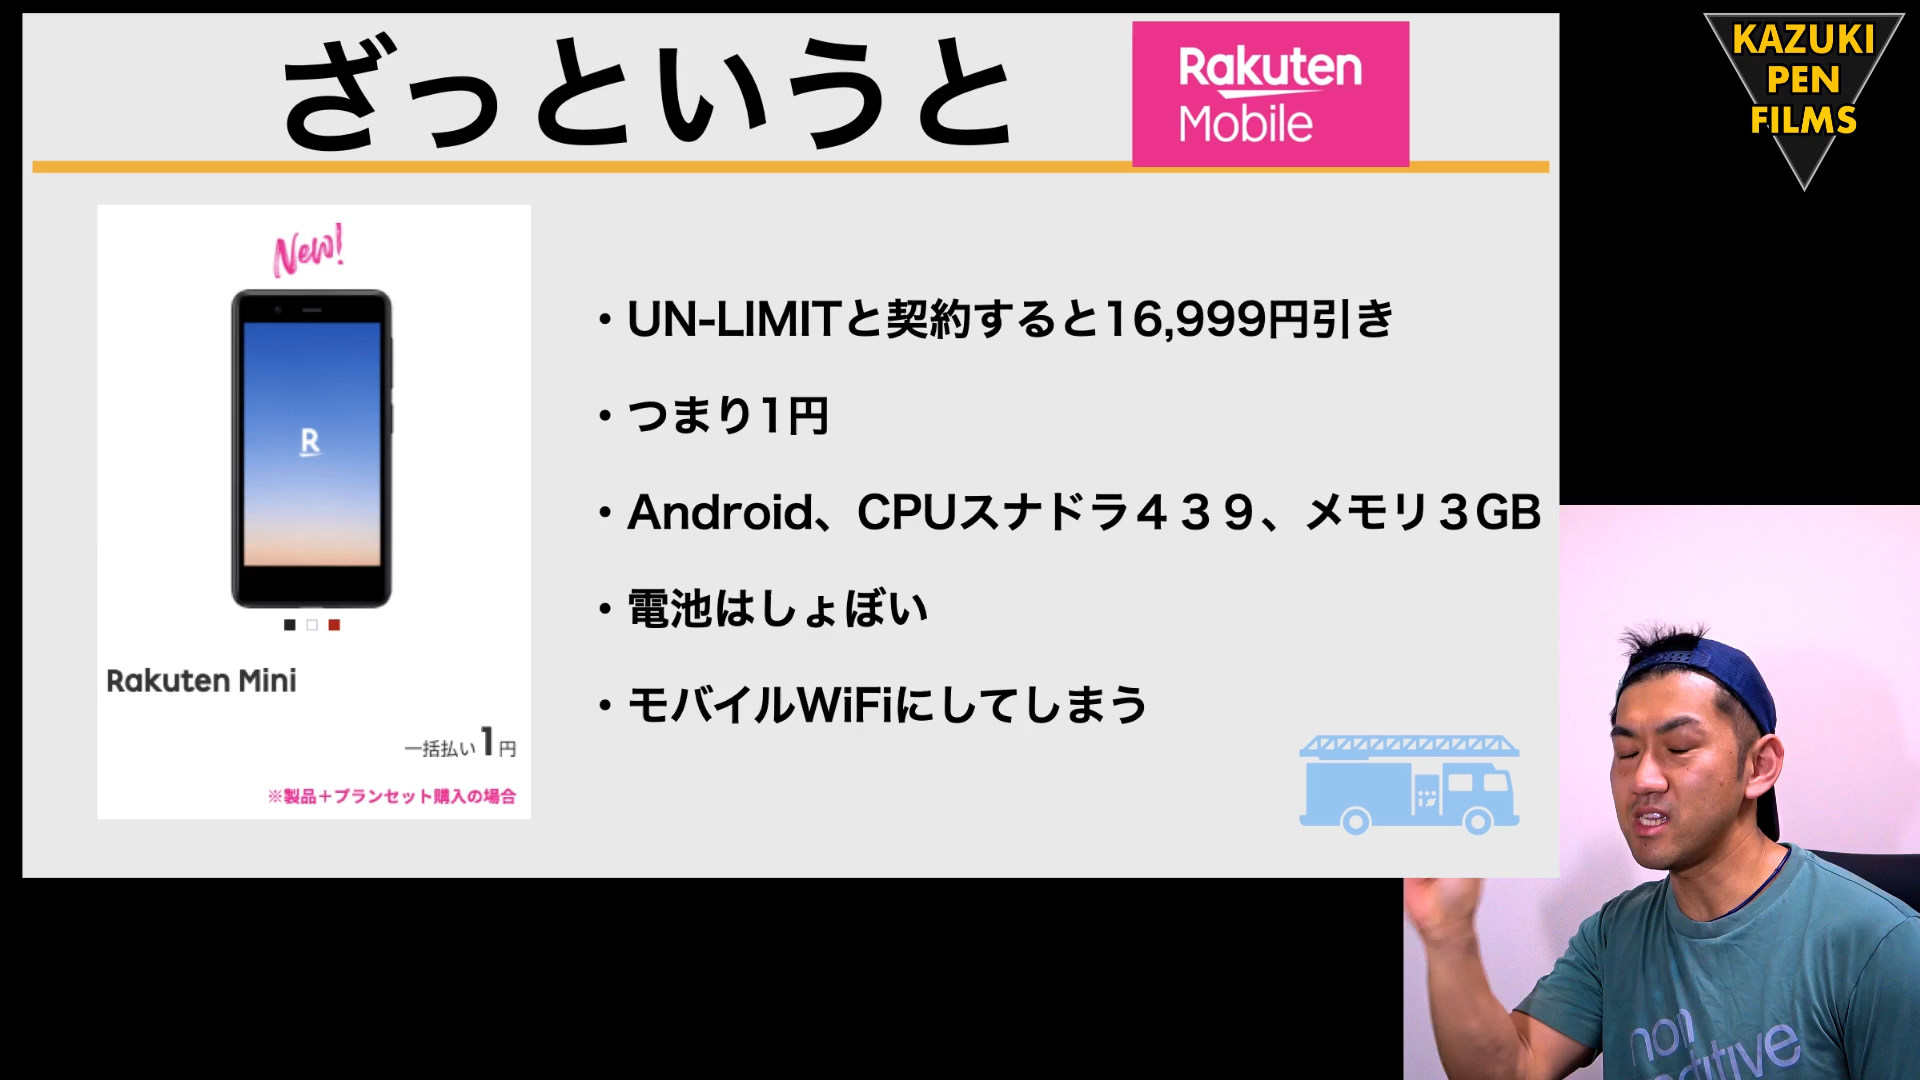 ざっというと
Rakuten
Mobile
KAZUKI
PEN
FILMS
New!
R
Rakuten Mini
一括払い1円
※製品+プランセット購入の場合
・UN-LIMITと契約すると16,999円引き
・つまり1円
・Android、CPUスナドラ４３９、メモリ３GB
・電池はしょぼい
・モバイルWiFiにしてしまう
non